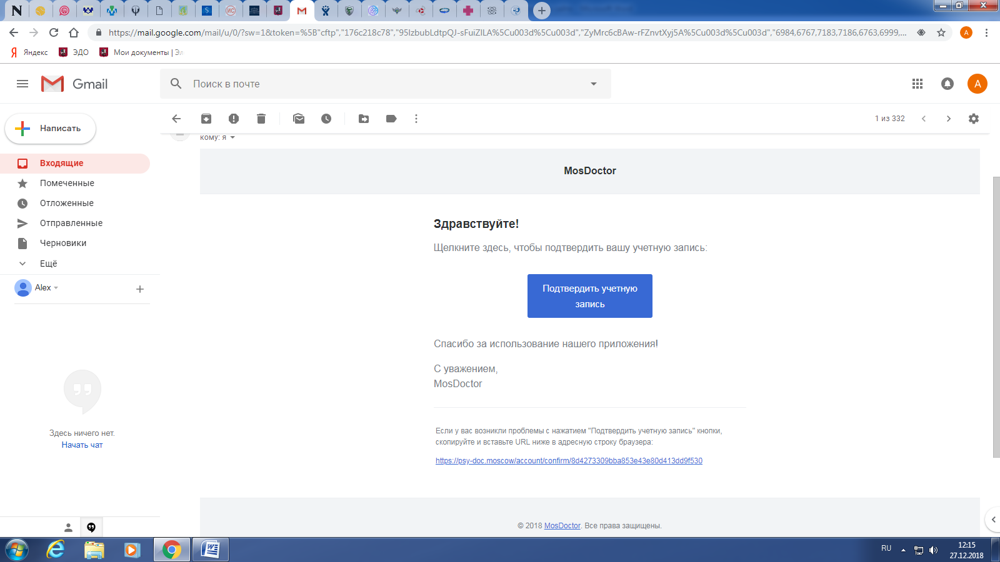 https://mail.google.com/mail/u/0/?sw=1&token=%5B"cftp","176c218c78","95IzbubLdtpQJ-sFuiZlLA%5Cu003d%5Cu003d","ZyMrc6cBAw-rFZnvtXyj5A%5Cu003d%5Cu003d","6984,6767,7183,7186,6763,6999,...
А
Яндекс
ЭДО
Мои документы | Эл
Gmail
Поиск в почте
A
Написать
1 из 332
кому: я
Входящие
Помеченные
Отложенные
Отправленные
Черновики
Ещё
Alex
Здесь ничего нет.
Начать чат
MosDoctor
Здравствуйте!
Щелкните здесь, чтобы подтвердить вашу учетную запись:
Подтвердить учетную
запись
Спасибо за использование нашего приложения!
С уважением,
MosDoctor
Если у вас возникли проблемы с нажатием "Подтвердить учетную запись" кнопки,
скопируйте и вставьте URL ниже в адресную строку браузера:
https://psy-doc.moscow/account/confirm/8d4273309bba853e43e80d413dd9f530
© 2018 MosDoctor. Все права защищены.
RU
12:15
27.12.2018